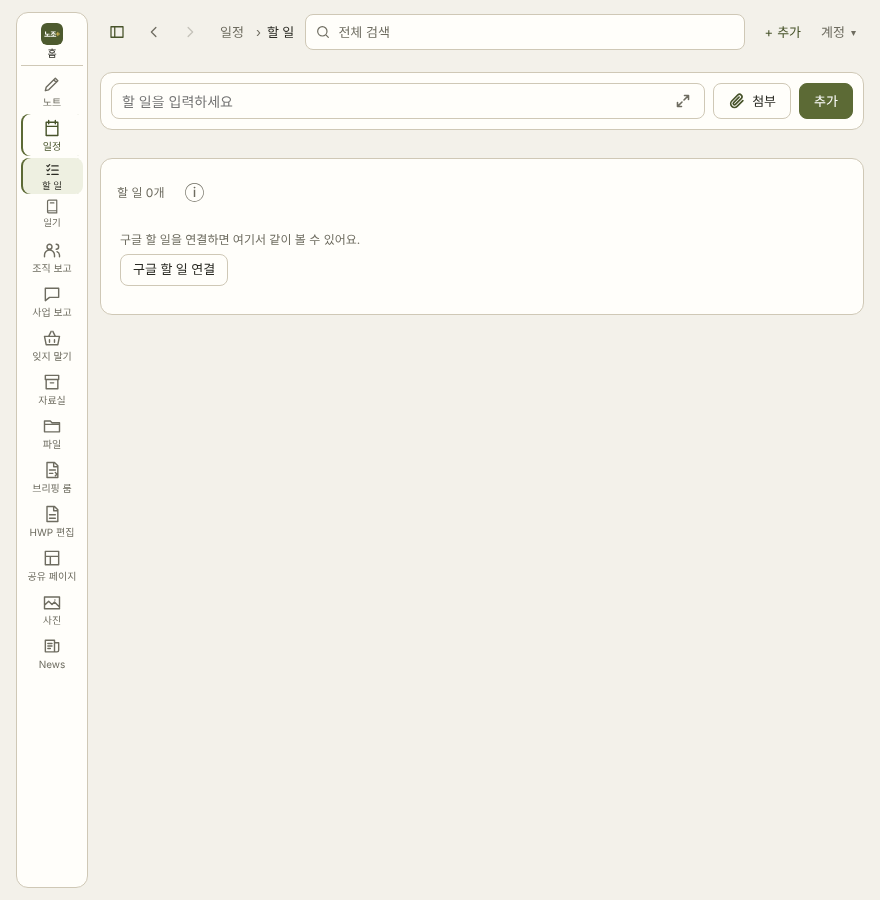 노조+
홈
노트
일정
할 일
일기
조직 보고
사업 보고
잊지 말기
자료실
파일
브리핑 룸
HWP 편집
공유 페이지
사진
News
일정 › 할 일
전체 검색
+ 추가
계정 ▾
할 일을 입력하세요
첨부
추가
할 일 0개
구글 할 일을 연결하면 여기서 같이 볼 수 있어요.
구글 할 일 연결